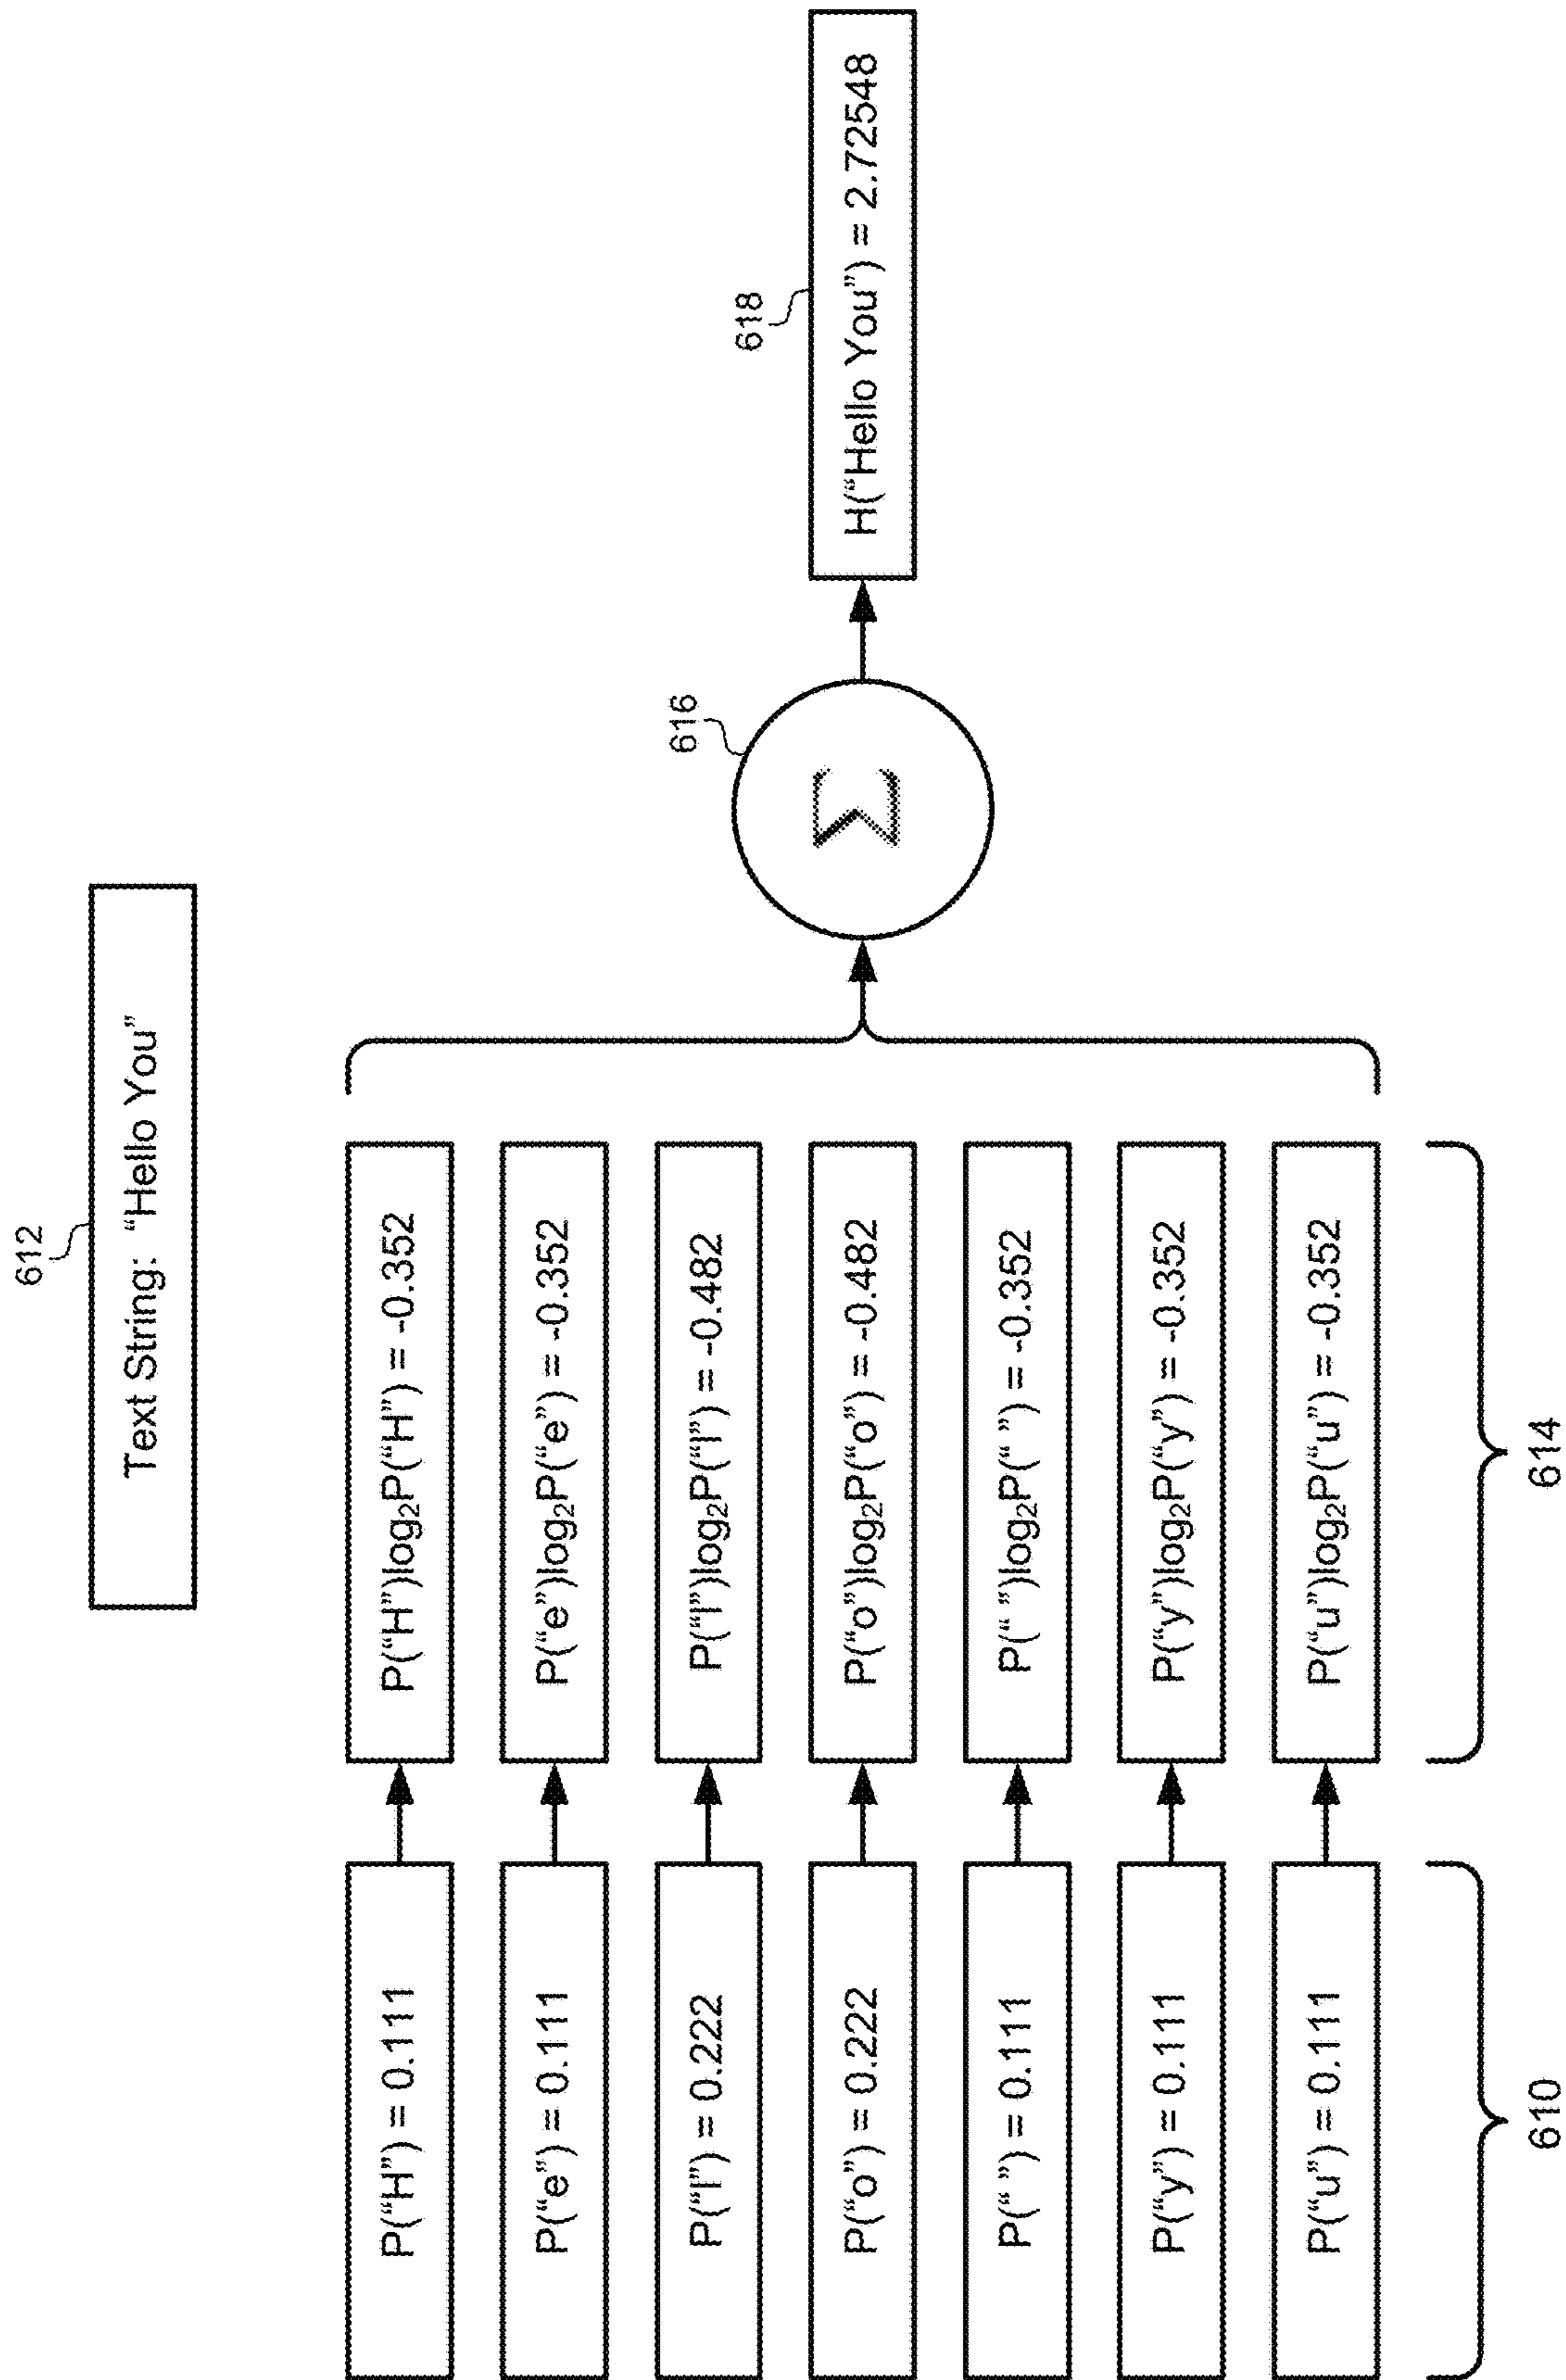 612
Text String: “Hello You”
P(“H”) = 0.111
P(“H”)log₂P(“H”) = -0.352
P(“e”) = 0.111
P(“e”)log₂P(“e”) = -0.352
P(“l”) = 0.222
P(“l”)log₂P(“l”) = -0.482
P(“o”) = 0.222
P(“o”)log₂P(“o”) = -0.482
P(“ ”) = 0.111
P(“ ”)log₂P(“ ”) = -0.352
P(“y”) = 0.111
P(“y”)log₂P(“y”) = -0.352
P(“u”) = 0.111
P(“u”)log₂P(“u”) = -0.352
616
Σ
618
H(“Hello You”) = 2.72548
610
614